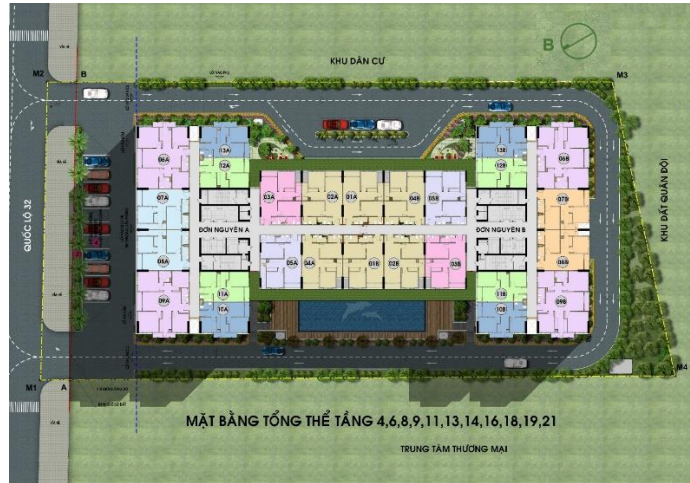 B
KHU DÂN CƯ
M2
B
M3
13A
12A
06A
13B
12B
06B
07A
03A
02A
01A
04B
05B
07B
QUỐC LỘ 32
ĐƠN NGUYÊN A
ĐƠN NGUYÊN B
KHU ĐẤT QUÂN ĐỘI
08A
05A
04A
01B
02B
03B
08B
09A
11A
10A
11B
10B
09B
M1
A
M4
MẶT BẰNG TỔNG THỂ TẦNG 4,6,8,9,11,13,14,16,18,19,21
TRUNG TÂM THƯƠNG MẠI